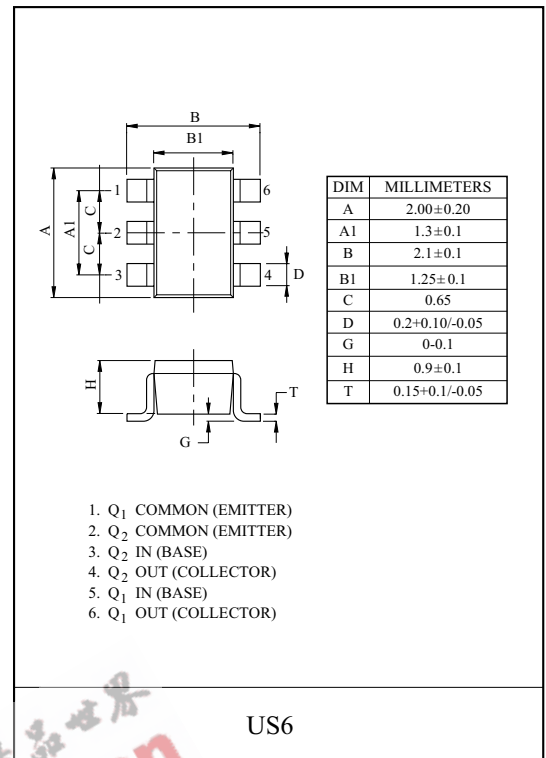 B
B1
1
6
2
5
3
4
A
A1
C
C
D
H
G
T
DIM MILLIMETERS
A 2.00±0.20
A1 1.3±0.1
B 2.1±0.1
B1 1.25±0.1
C 0.65
D 0.2+0.10/-0.05
G 0-0.1
H 0.9±0.1
T 0.15+0.1/-0.05
1. Q1 COMMON (EMITTER)
2. Q2 COMMON (EMITTER)
3. Q2 IN (BASE)
4. Q2 OUT (COLLECTOR)
5. Q1 IN (BASE)
6. Q1 OUT (COLLECTOR)
US6